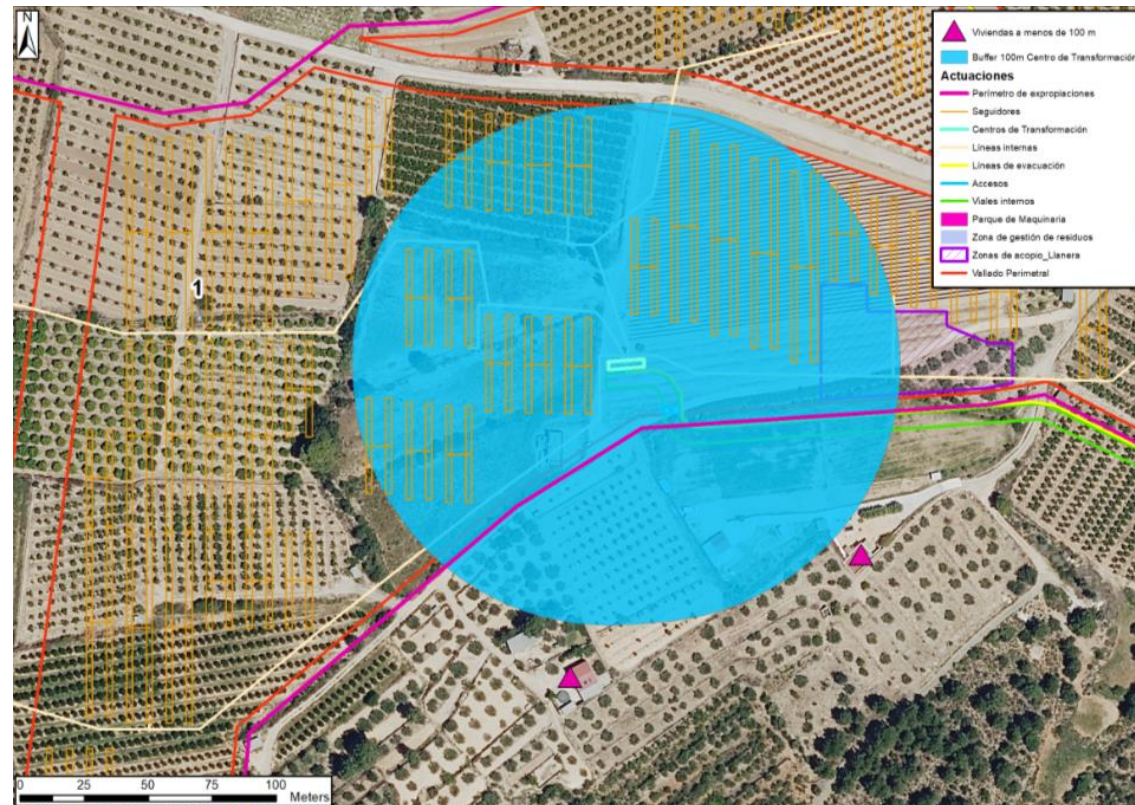 N
Viviendas a menos de 100 m
Buffer 100m Centro de Transformación
Actuaciones
Perímetro de expropiaciones
Seguidores
Centros de Transformación
Líneas internas
Líneas de evacuación
Accesos
Viales internos
Parque de Maquinaria
Zona de gestión de residuos
Zonas de acopio_Llanera
Vallado Perimetral
1
0 25 50 75 100
Meters